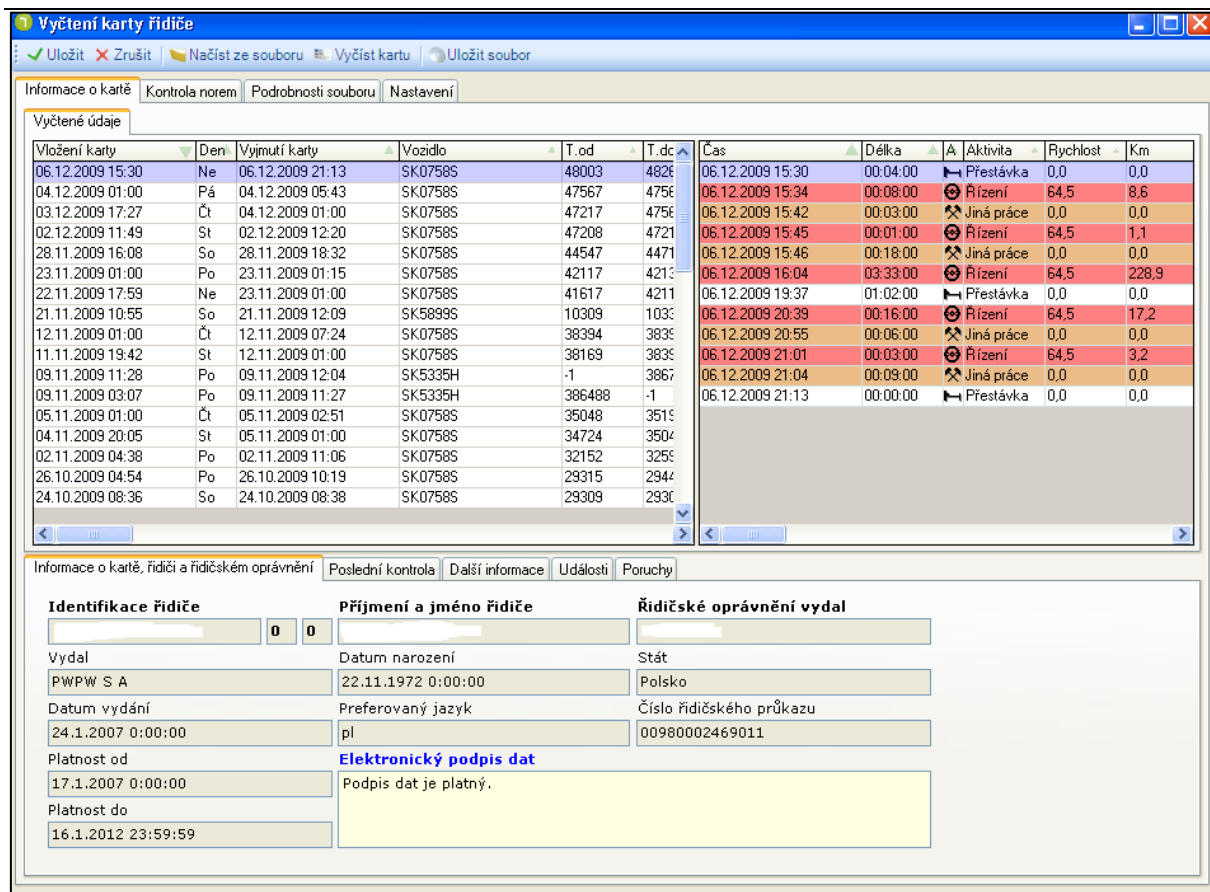 Vyčtení karty řidiče
Uložit Zrušit Načíst ze souboru Vyčíst kartu Uložit soubor
Informace o kartě Kontrola norem Podrobnosti souboru Nastavení
Vyčtené údaje
Vložení karty Den Vyjmutí karty Vozidlo T.od T.do
06.12.2009 15:30 Ne 06.12.2009 21:13 SK0758S 48003 4826
04.12.2009 01:00 Pá 04.12.2009 05:43 SK0758S 47567 4756
03.12.2009 17:27 Čt 04.12.2009 01:00 SK0758S 47217 4756
02.12.2009 11:49 St 02.12.2009 12:20 SK0758S 47208 4721
28.11.2009 16:08 So 28.11.2009 18:32 SK0758S 44547 4471
23.11.2009 01:00 Po 23.11.2009 01:15 SK0758S 42117 4213
22.11.2009 17:59 Ne 23.11.2009 01:00 SK0758S 41617 4211
21.11.2009 10:55 So 21.11.2009 12:09 SK5899S 10309 1033
12.11.2009 01:00 Čt 12.11.2009 07:24 SK0758S 38394 3839
11.11.2009 19:42 St 12.11.2009 01:00 SK0758S 38169 3839
09.11.2009 11:28 Po 09.11.2009 12:04 SK5335H -1 3867
09.11.2009 03:07 Po 09.11.2009 11:27 SK5335H 386488 -1
05.11.2009 01:00 Čt 05.11.2009 02:51 SK0758S 35048 3519
04.11.2009 20:05 St 05.11.2009 01:00 SK0758S 34724 3504
02.11.2009 04:38 Po 02.11.2009 11:06 SK0758S 32152 3259
26.10.2009 04:54 Po 26.10.2009 10:19 SK0758S 29315 2944
24.10.2009 08:36 So 24.10.2009 08:38 SK0758S 29309 2930
Čas Délka A Aktivita Rychlost Km
06.12.2009 15:30 00:04:00 Přestávka 0,0 0,0
06.12.2009 15:34 00:08:00 Řízení 64,5 8,6
06.12.2009 15:42 00:03:00 Jiná práce 0,0 0,0
06.12.2009 15:45 00:01:00 Řízení 64,5 1,1
06.12.2009 15:46 00:18:00 Jiná práce 0,0 0,0
06.12.2009 16:04 03:33:00 Řízení 64,5 228,9
06.12.2009 19:37 01:02:00 Přestávka 0,0 0,0
06.12.2009 20:39 00:16:00 Řízení 64,5 17,2
06.12.2009 20:55 00:06:00 Jiná práce 0,0 0,0
06.12.2009 21:01 00:03:00 Řízení 64,5 3,2
06.12.2009 21:04 00:09:00 Jiná práce 0,0 0,0
06.12.2009 21:13 00:00:00 Přestávka 0,0 0,0
Informace o kartě, řidiči a řidičském oprávnění Poslední kontrola Další informace Události Poruchy
Identifikace řidiče Příjmení a jméno řidiče Řidičské oprávnění vydal
0 0
Vydal Datum narození Stát
PWPW S A 22.11.1972 0:00:00 Polsko
Datum vydání Preferovaný jazyk Číslo řidičského průkazu
24.1.2007 0:00:00 pl 00980002469011
Platnost od Elektronický podpis dat
17.1.2007 0:00:00 Podpis dat je platný.
Platnost do
16.1.2012 23:59:59